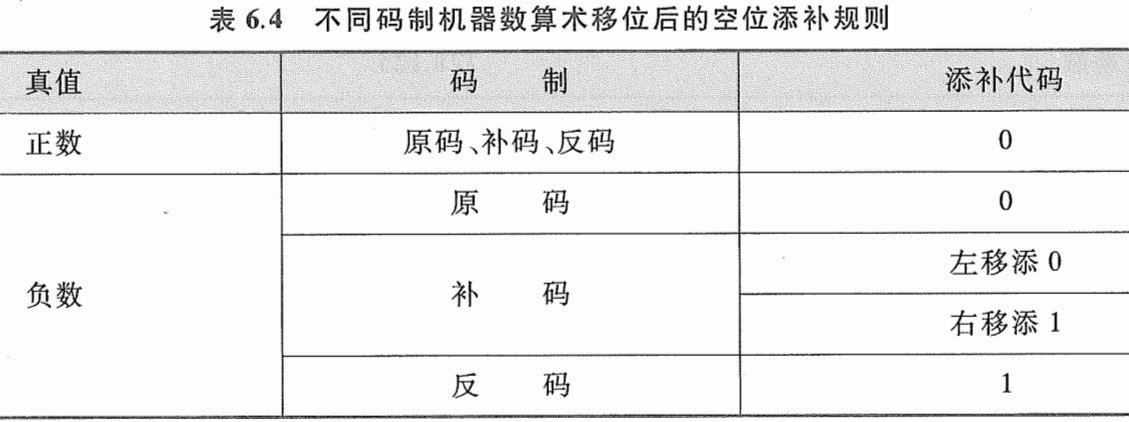 表 6.4 不同码制机器数算术移位后的空位添补规则
真值 码 制 添补代码
正数 原码、补码、反码 0
负数 原 码 0
补 码 左移添 0
右移添 1
反 码 1